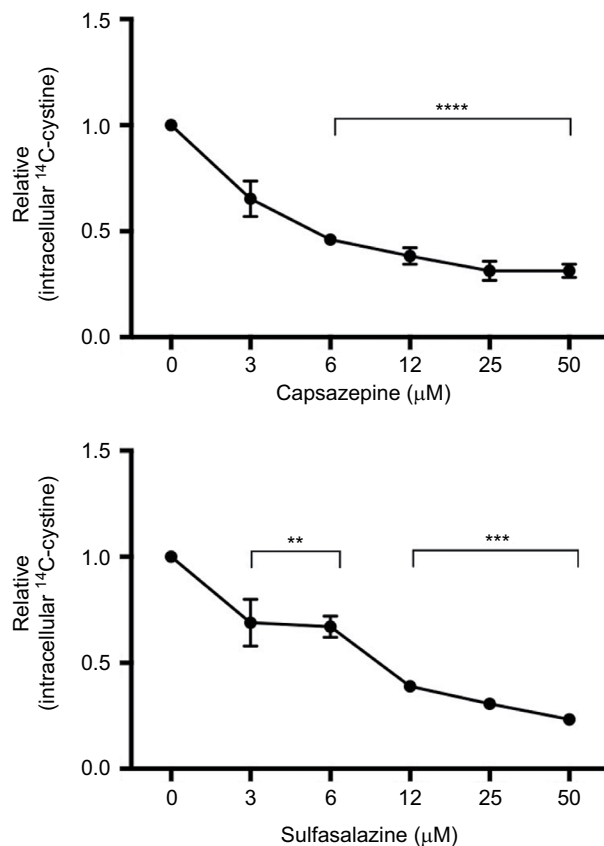 1.5
1.0
0.5
0.0
Relative
(intracellular ¹⁴C-cystine)
****
0 3 6 12 25 50
Capsazepine (μM)
1.5
1.0
0.5
0.0
Relative
(intracellular ¹⁴C-cystine)
** ***
0 3 6 12 25 50
Sulfasalazine (μM)